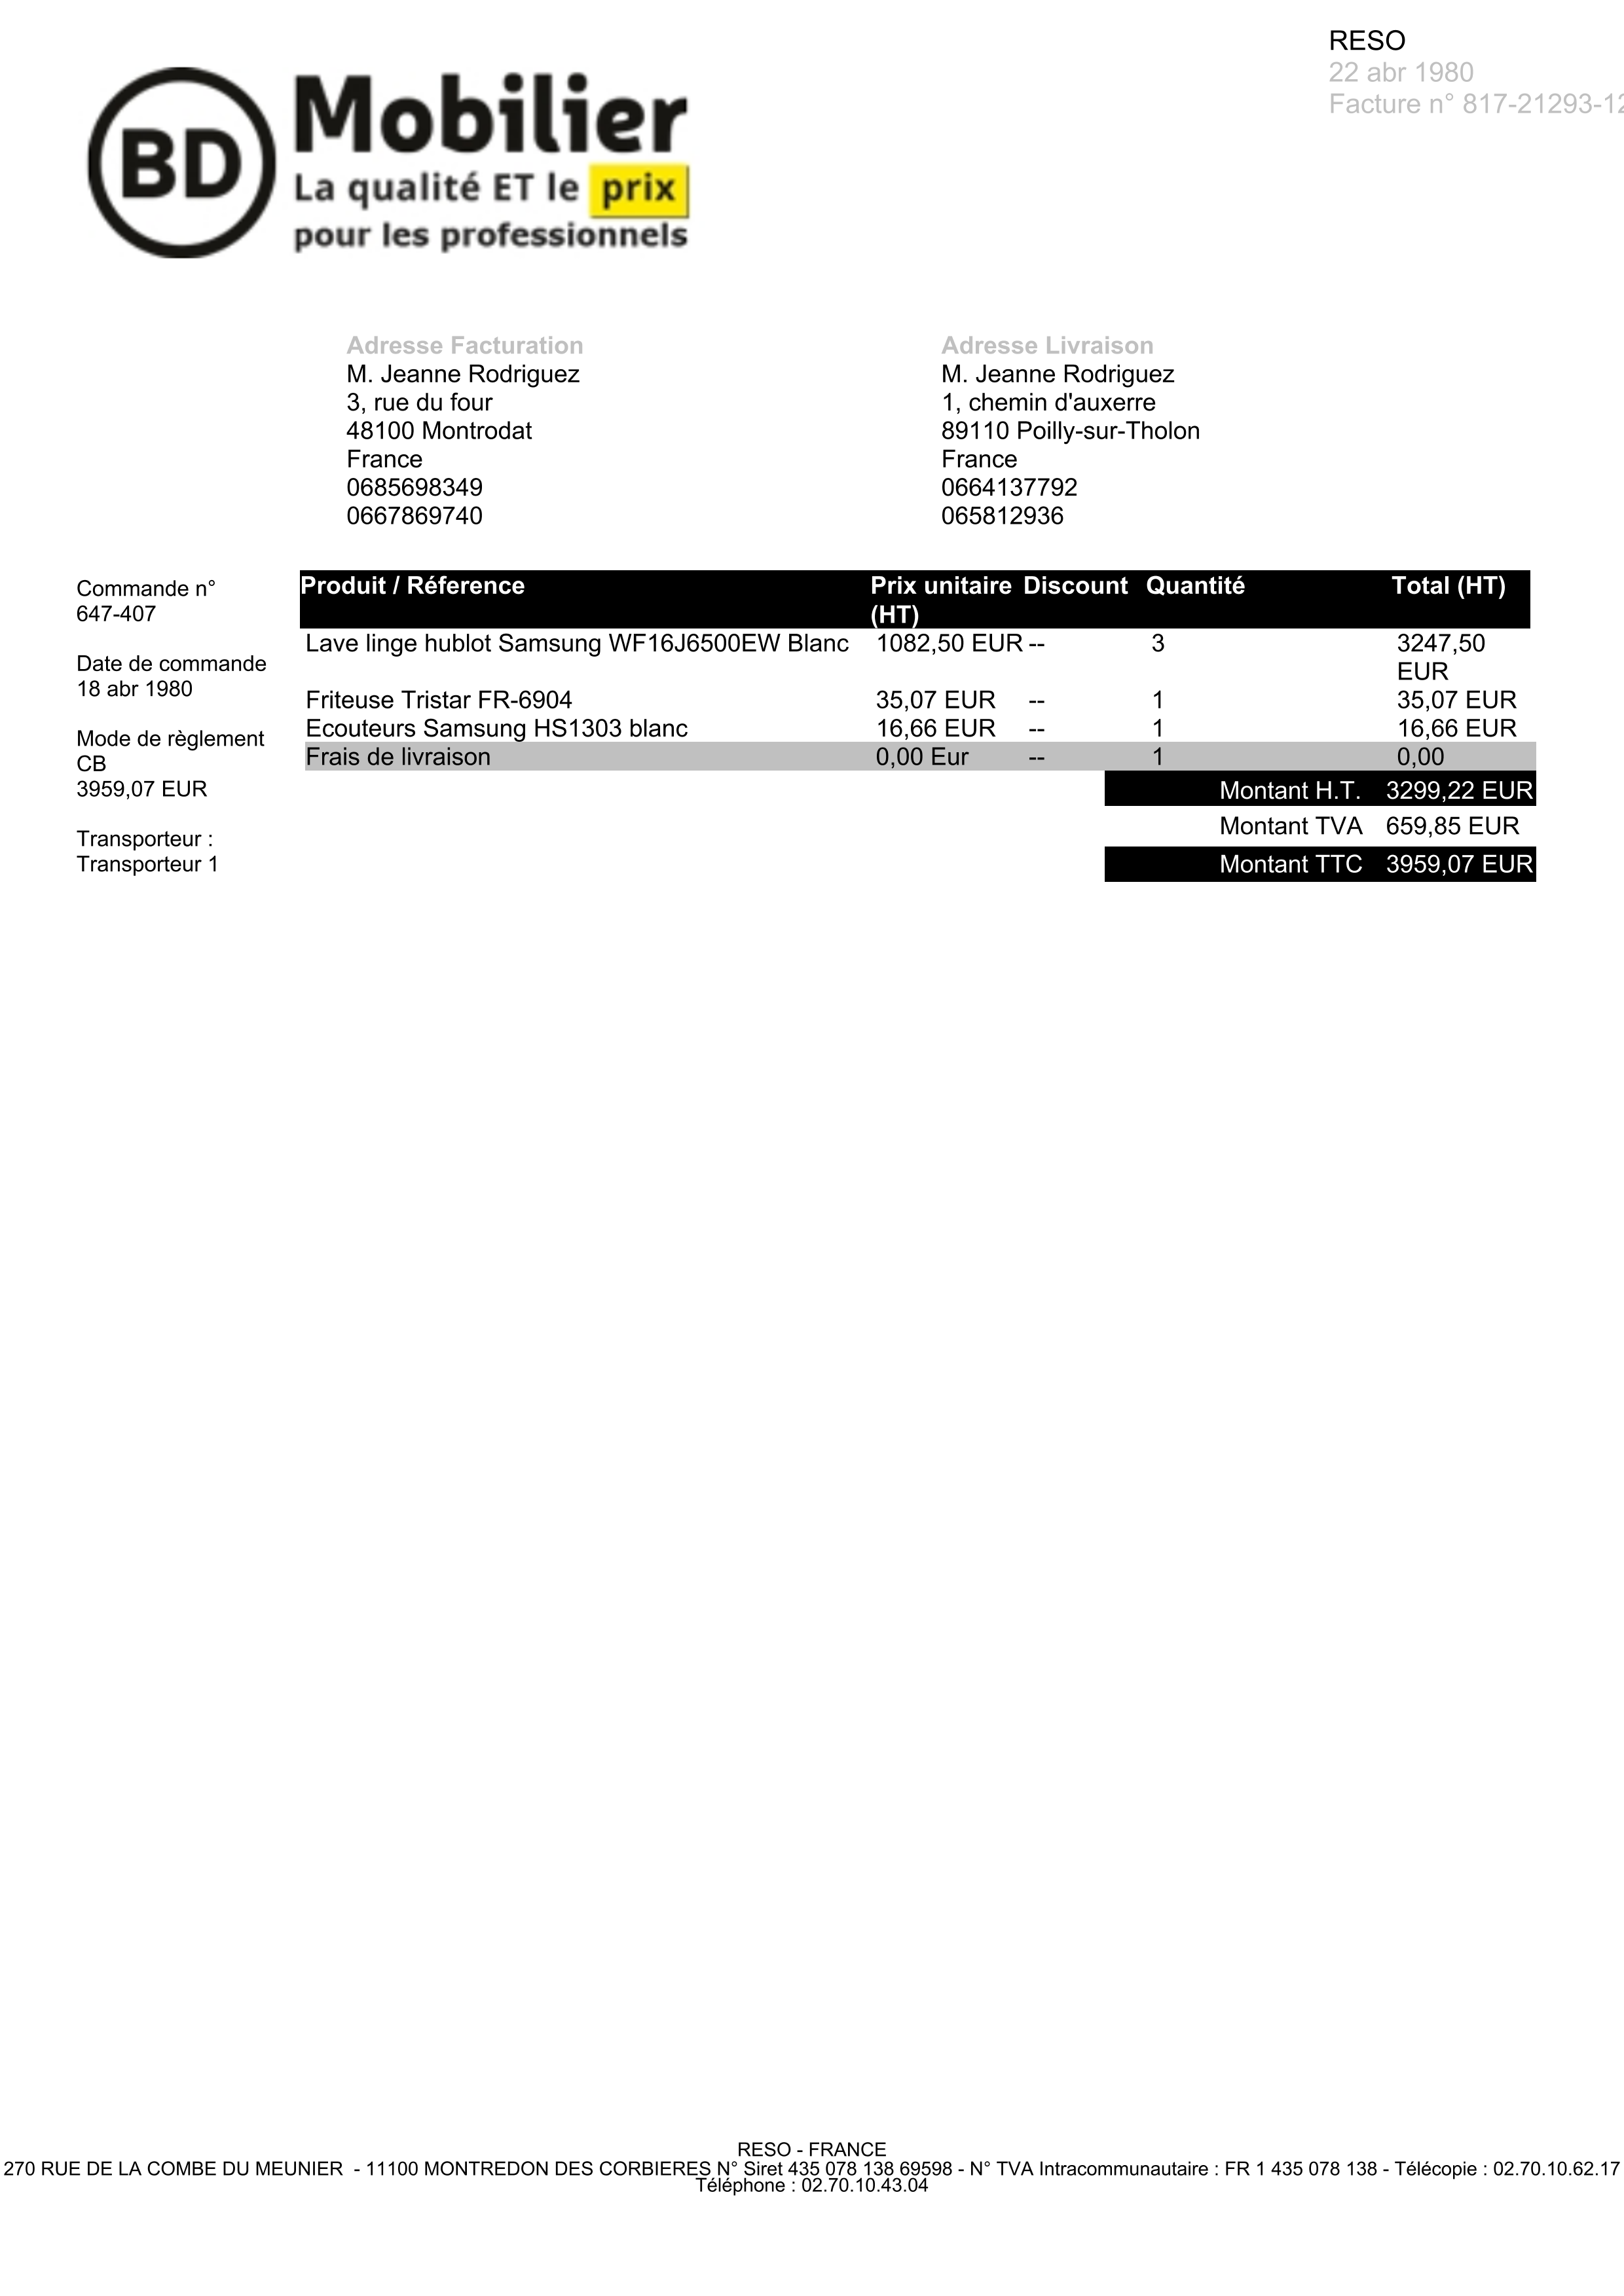 RESO
22 abr 1980
Facture n° 817-21293-12
BD
Mobilier
La qualité ET le prix
pour les professionnels
Adresse Facturation
M. Jeanne Rodriguez
3, rue du four
48100 Montrodat
France
0685698349
0667869740
Adresse Livraison
M. Jeanne Rodriguez
1, chemin d'auxerre
89110 Poilly-sur-Tholon
France
0664137792
065812936
Commande n°
647-407
Date de commande
18 abr 1980
Mode de règlement
CB
3959,07 EUR
Transporteur :
Transporteur 1
Produit / Réference Prix unitaire (HT) Discount Quantité Total (HT)
Lave linge hublot Samsung WF16J6500EW Blanc 1082,50 EUR -- 3 3247,50 EUR
Friteuse Tristar FR-6904 35,07 EUR -- 1 35,07 EUR
Ecouteurs Samsung HS1303 blanc 16,66 EUR -- 1 16,66 EUR
Frais de livraison 0,00 Eur -- 1 0,00
Montant H.T. 3299,22 EUR
Montant TVA 659,85 EUR
Montant TTC 3959,07 EUR
RESO - FRANCE
270 RUE DE LA COMBE DU MEUNIER - 11100 MONTREDON DES CORBIERES N° Siret 435 078 138 69598 - N° TVA Intracommunautaire : FR 1 435 078 138 - Télécopie : 02.70.10.62.17
Téléphone : 02.70.10.43.04